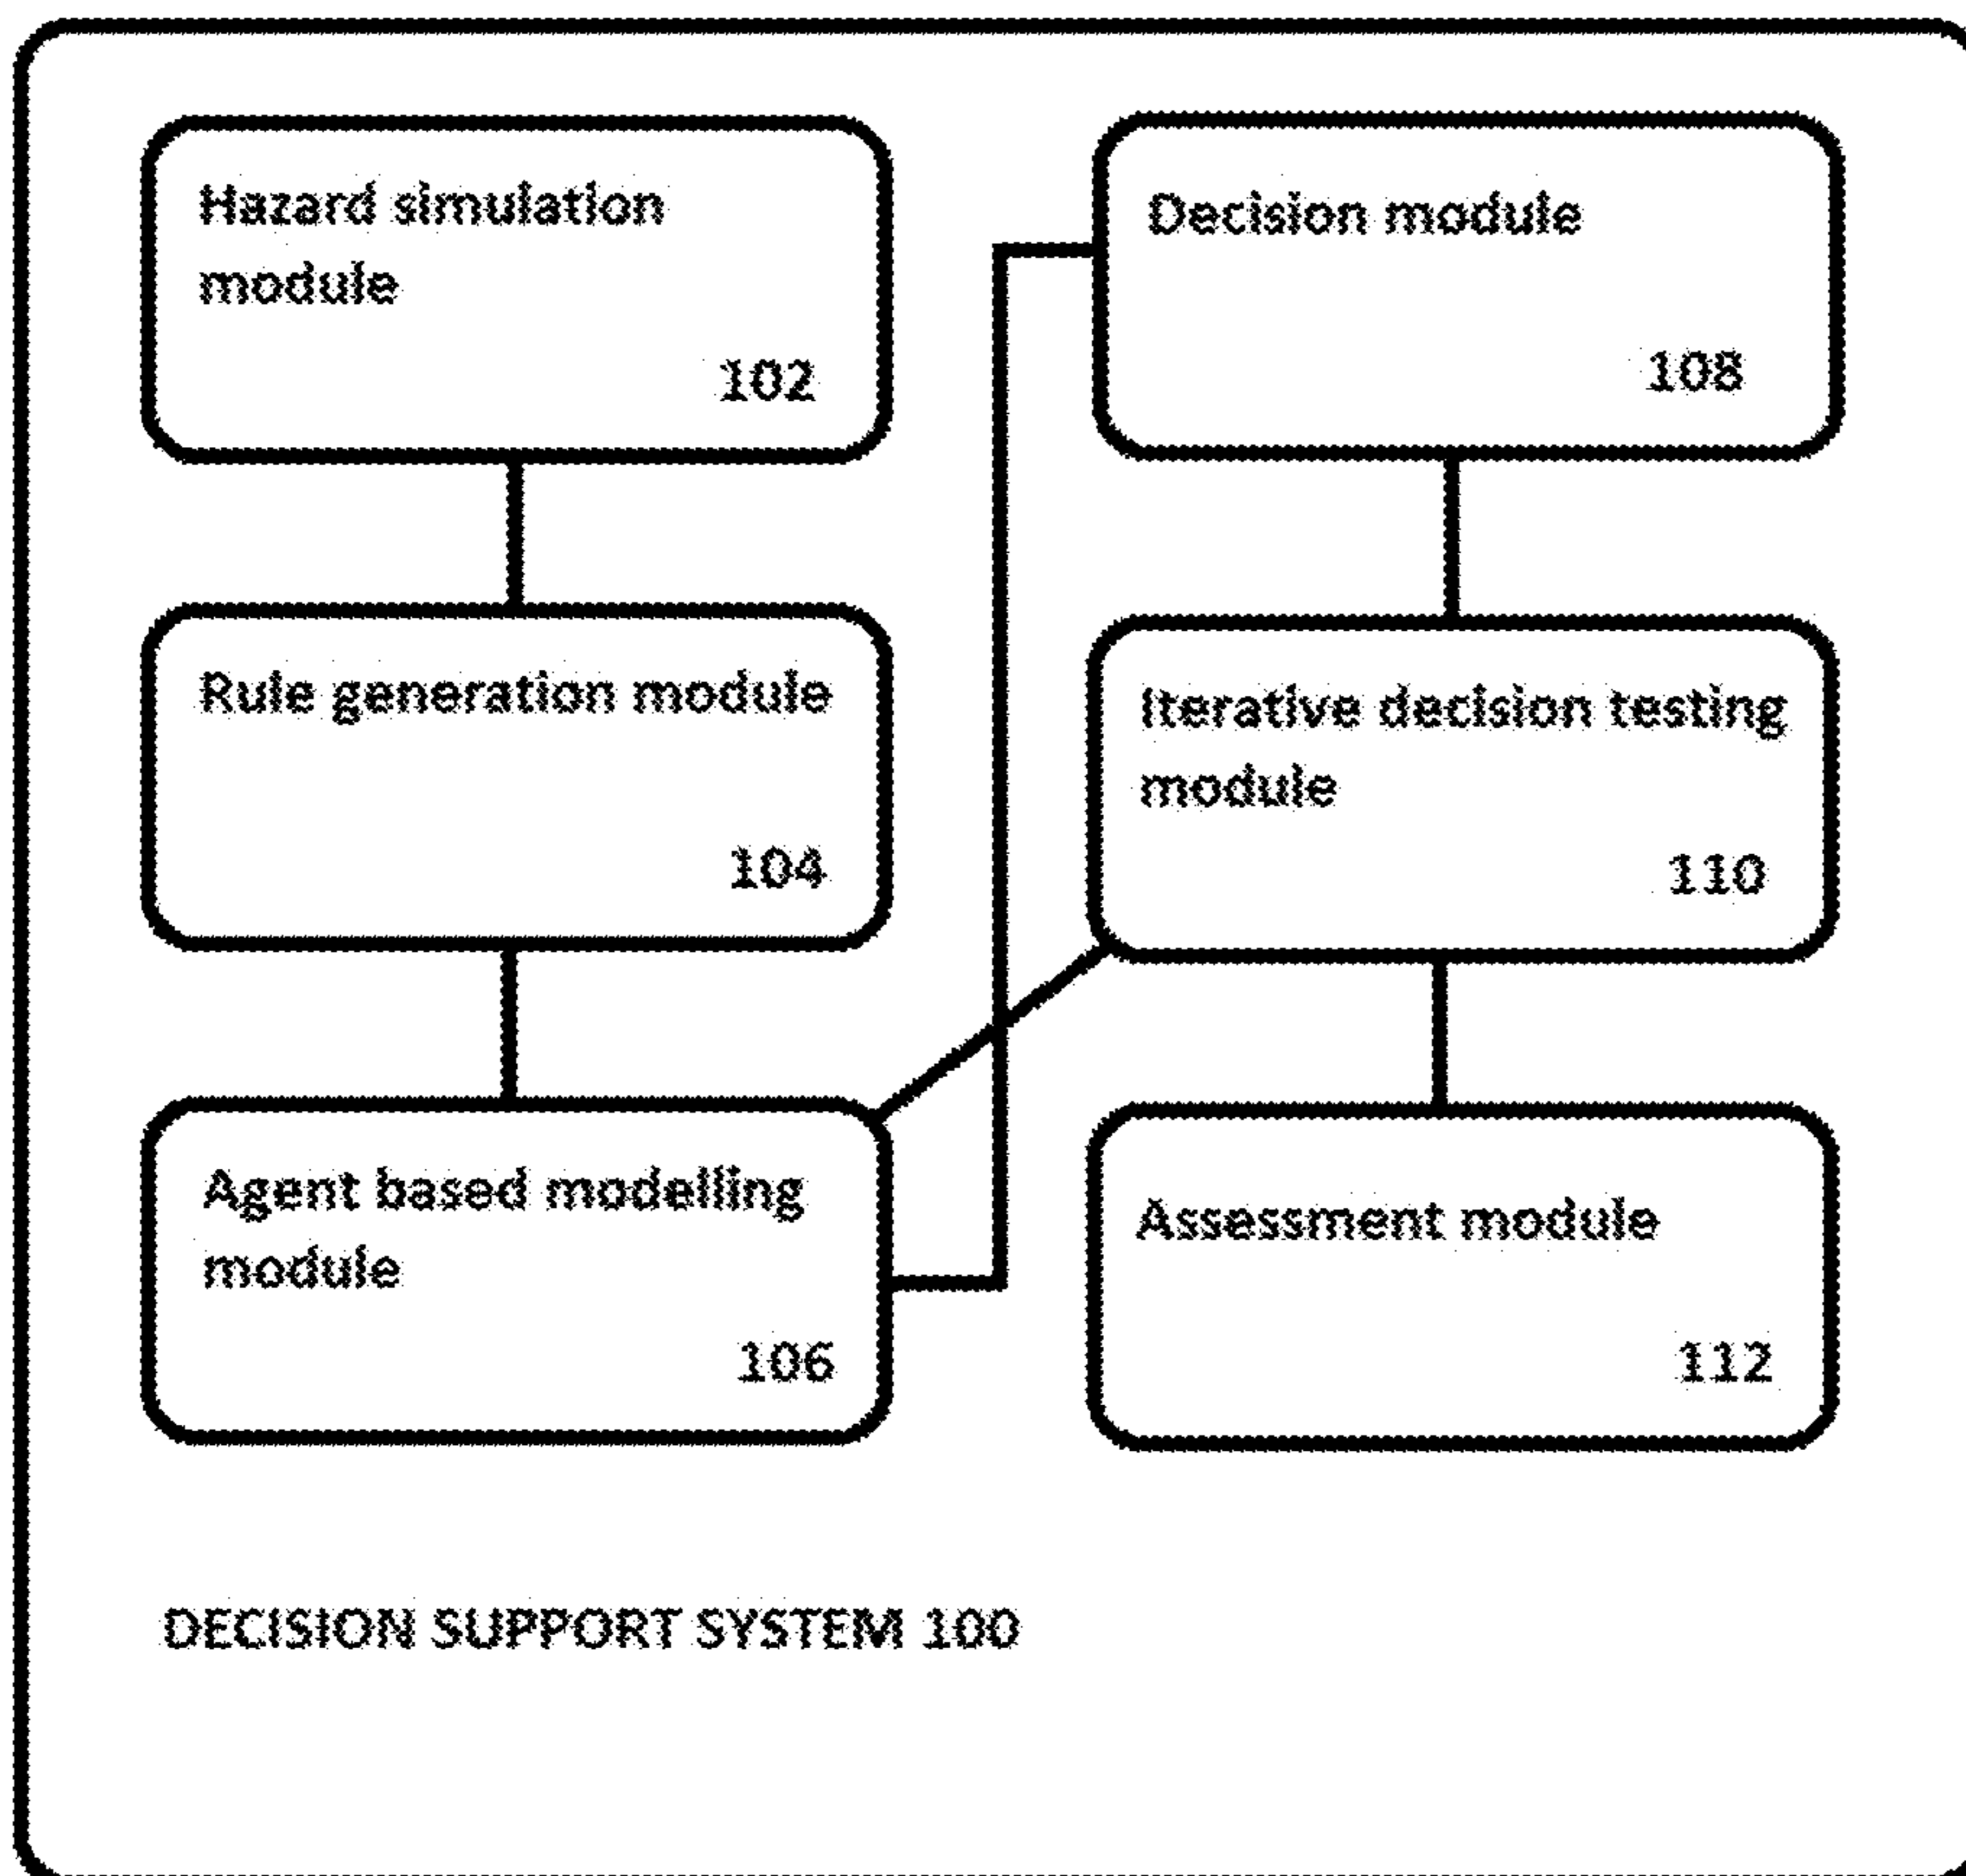 Hazard simulation
module
102
Rule generation module
104
Agent based modelling
module
106
Decision module
108
Iterative decision testing
module
110
Assessment module
112
DECISION SUPPORT SYSTEM 100